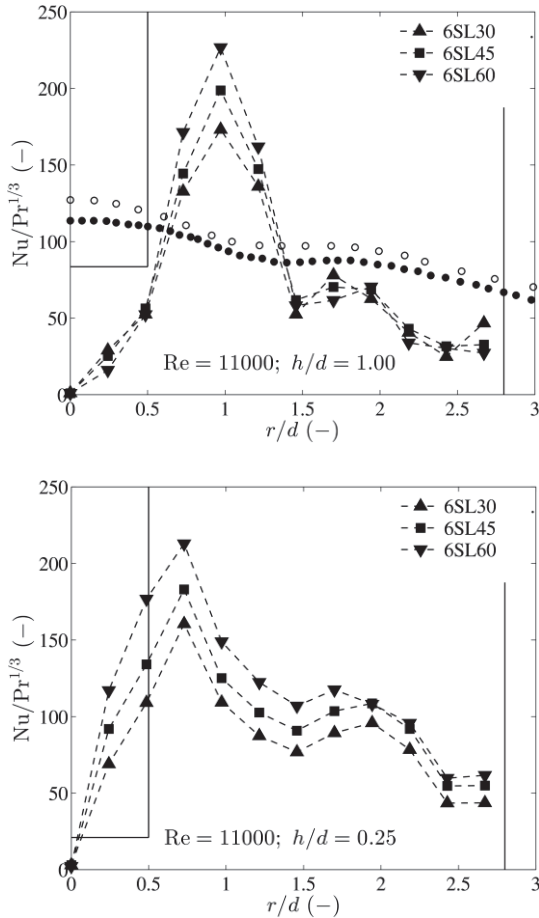 250
200
150
100
50
0
Nu/Pr^{1/3} (−)
6SL30
6SL45
6SL60
Re = 11000; h/d = 1.00
0 0.5 1 1.5 2 2.5 3
r/d (−)
250
200
150
100
50
0
Nu/Pr^{1/3} (−)
6SL30
6SL45
6SL60
Re = 11000; h/d = 0.25
0 0.5 1 1.5 2 2.5 3
r/d (−)